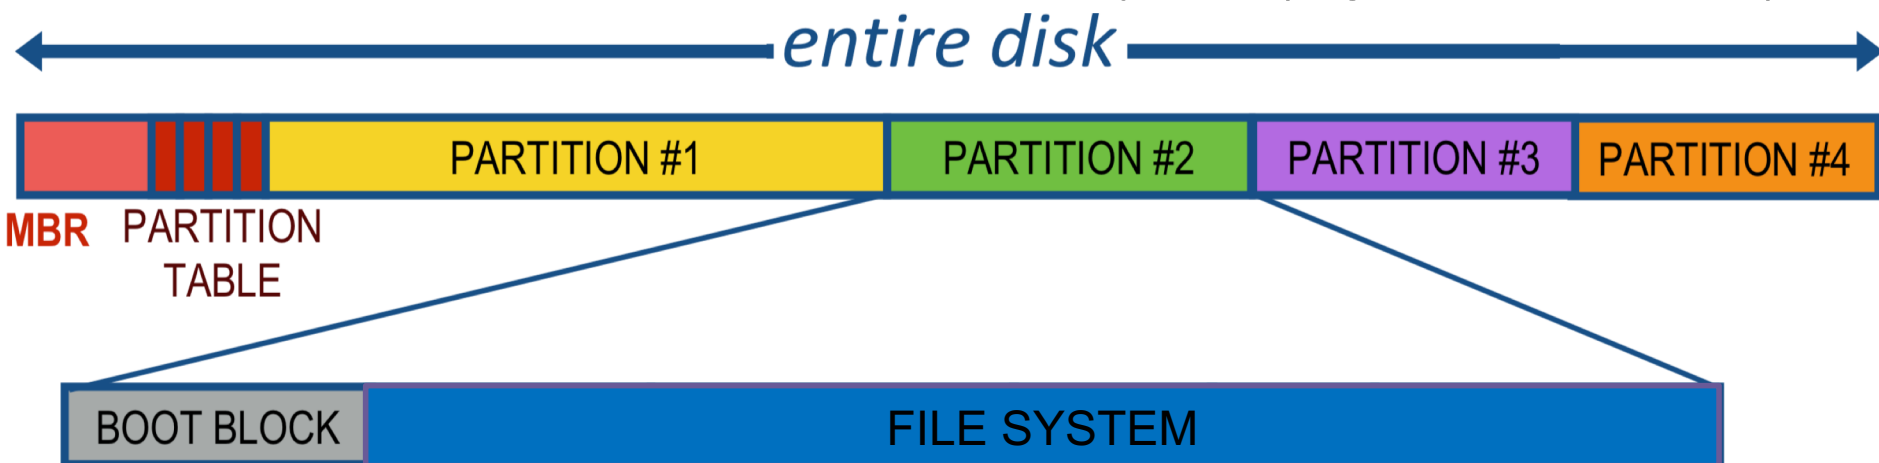 entire disk
PARTITION #1
PARTITION #2
PARTITION #3
PARTITION #4
MBR
PARTITION
TABLE
BOOT BLOCK
FILE SYSTEM